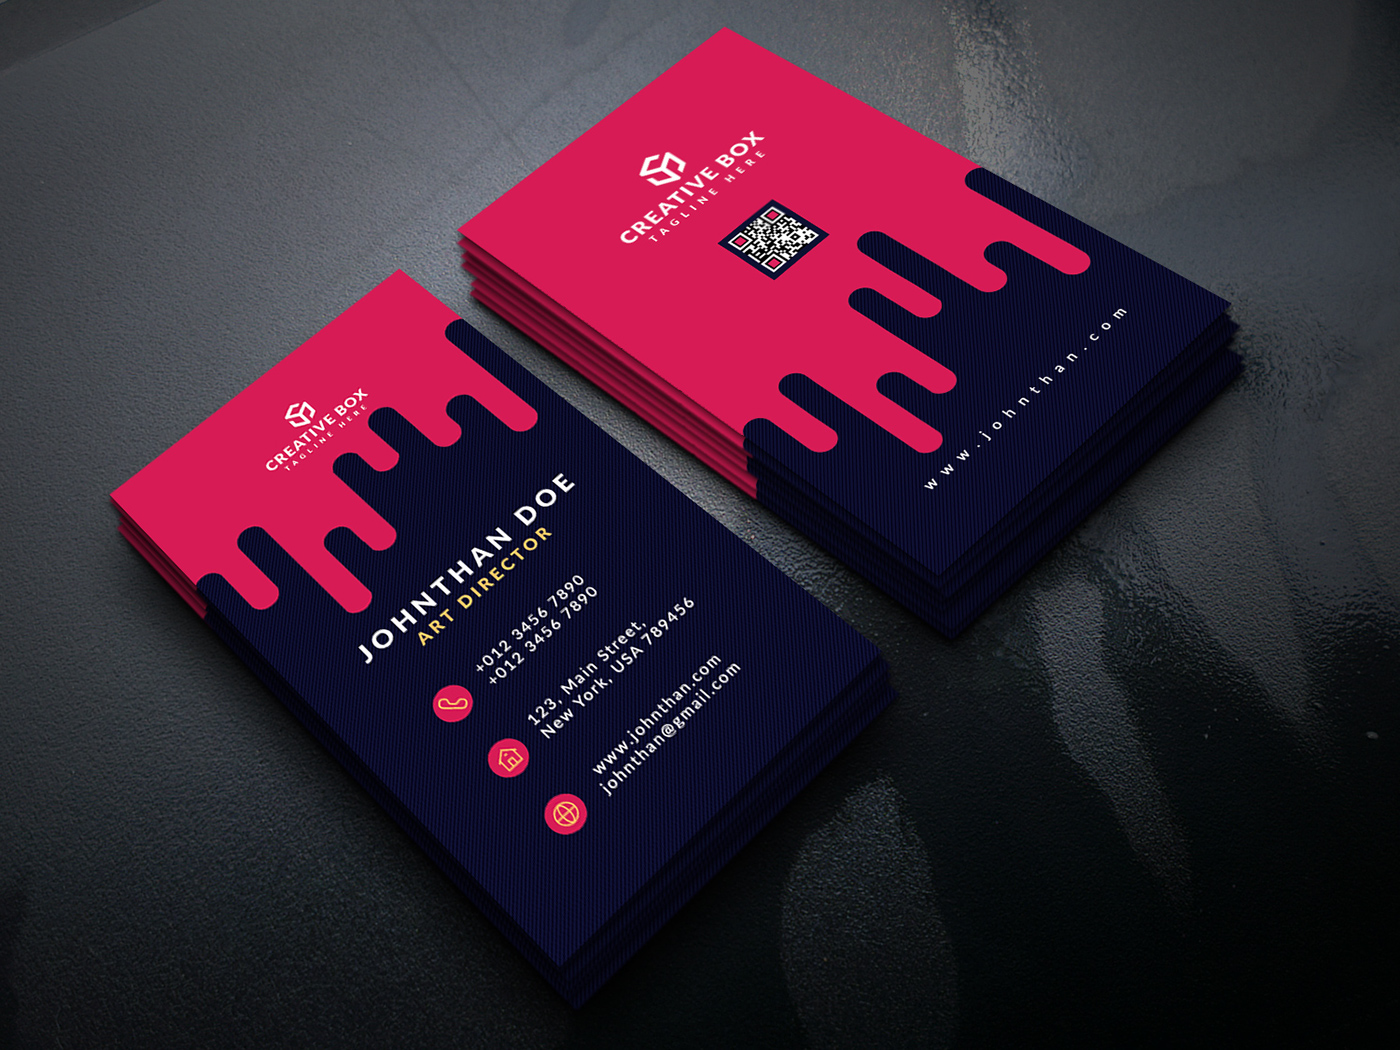 CREATIVE BOX
TAGLINE HERE
JOHNTHAN DOE
ART DIRECTOR
+012 3456 7890
+012 3456 7890
123, Main Street,
New York, USA 789456
www.johnthan.com
johnthan@gmail.com
CREATIVE BOX
TAGLINE HERE
www.johnthan.com